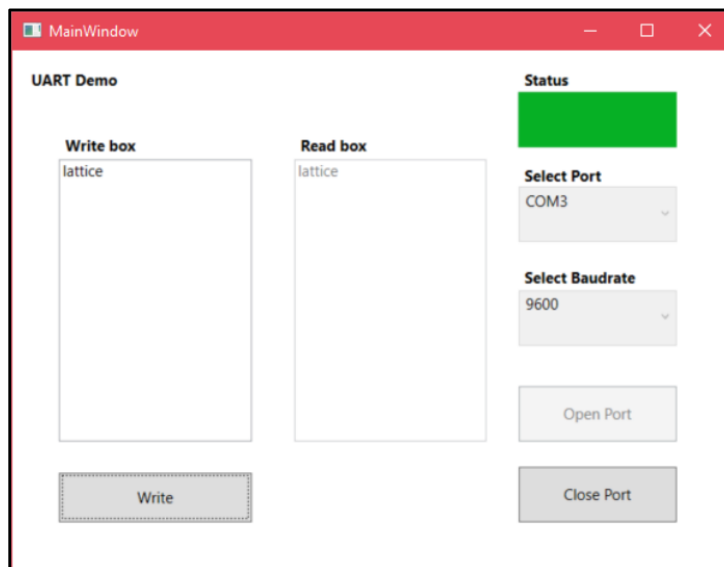 MainWindow
UART Demo
Status
Write box
Read box
lattice
lattice
Select Port
COM3
Select Baudrate
9600
Open Port
Write
Close Port